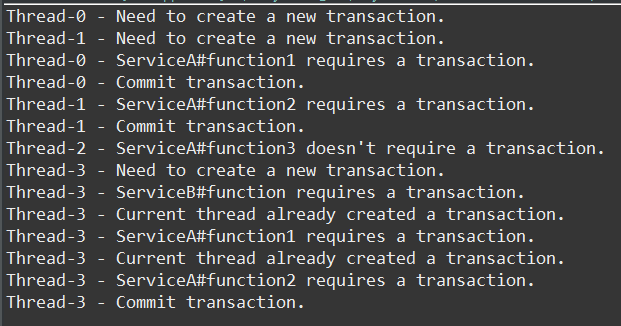 Thread-0 - Need to create a new transaction.
Thread-1 - Need to create a new transaction.
Thread-0 - ServiceA#function1 requires a transaction.
Thread-0 - Commit transaction.
Thread-1 - ServiceA#function2 requires a transaction.
Thread-1 - Commit transaction.
Thread-2 - ServiceA#function3 doesn't require a transaction.
Thread-3 - Need to create a new transaction.
Thread-3 - ServiceB#function requires a transaction.
Thread-3 - Current thread already created a transaction.
Thread-3 - ServiceA#function1 requires a transaction.
Thread-3 - Current thread already created a transaction.
Thread-3 - ServiceA#function2 requires a transaction.
Thread-3 - Commit transaction.